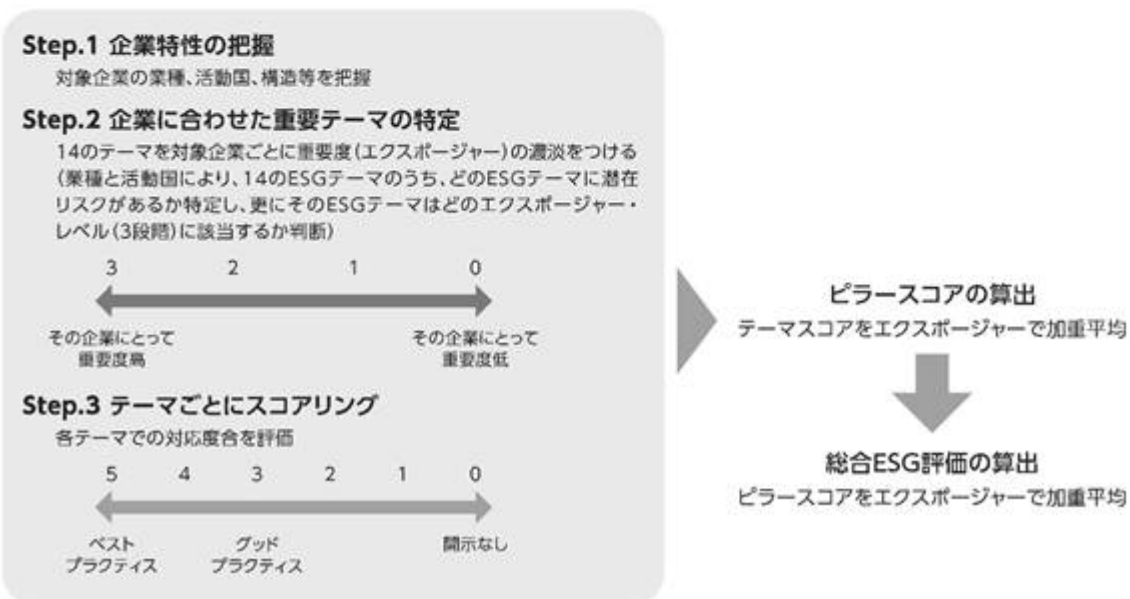 Step.1 企業特性の把握
対象企業の業種、活動国、構造等を把握
Step.2 企業に合わせた重要テーマの特定
14のテーマを対象企業ごとに重要度(エクスポージャー)の濃淡をつける
(業種と活動国により、14のESGテーマのうち、どのESGテーマに潜在
リスクがあるか特定し、更にそのESGテーマはどのエクスポージャー・
レベル(3段階)に該当するか判断)
3 2 1 0
その企業にとって
重要度高
その企業にとって
重要度低
Step.3 テーマごとにスコアリング
各テーマでの対応度合を評価
5 4 3 2 1 0
ベスト
プラクティス
グッド
プラクティス
開示なし
ピラースコアの算出
テーマスコアをエクスポージャーで加重平均
総合ESG評価の算出
ピラースコアをエクスポージャーで加重平均